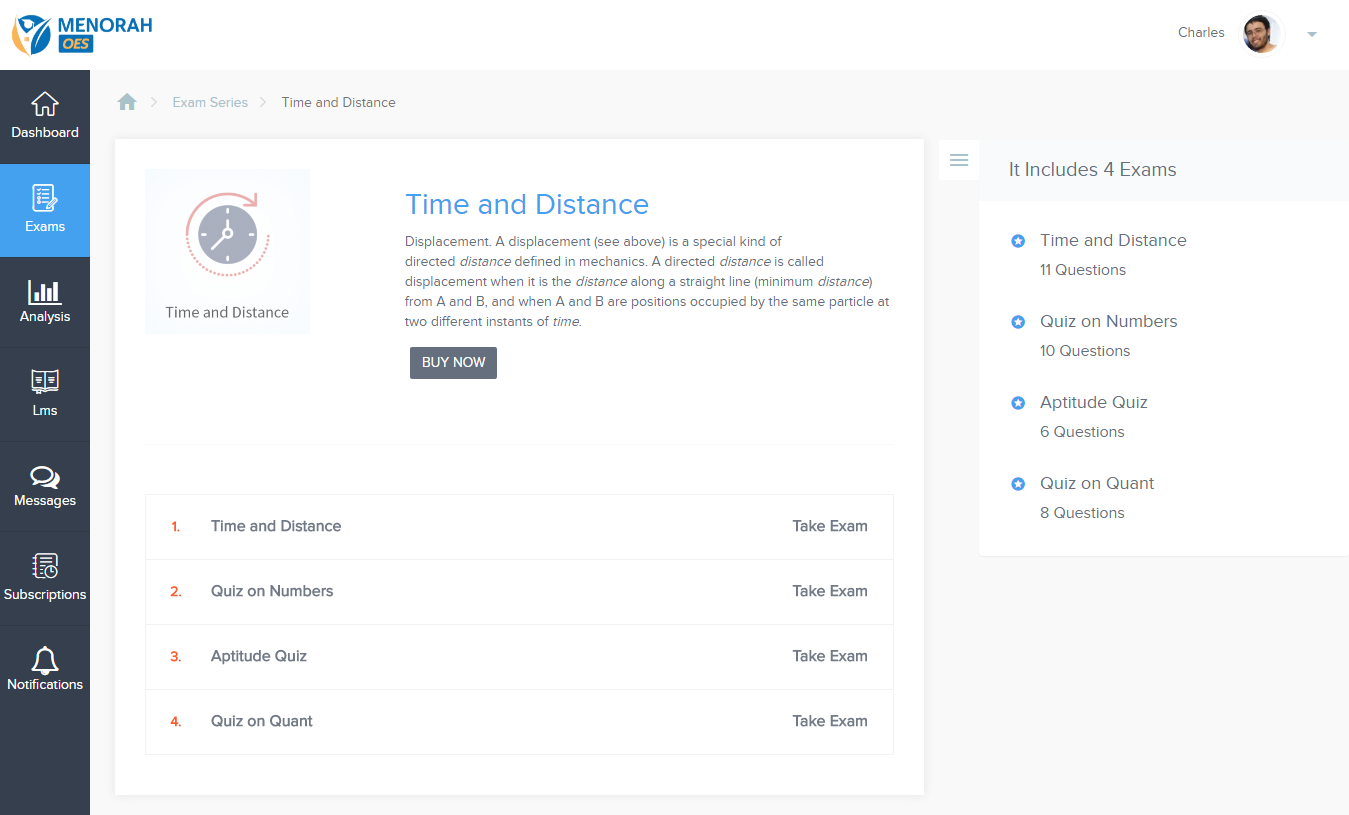 MENORAH
OES
Charles
Dashboard
Exams
Analysis
Lms
Messages
Subscriptions
Notifications
Exam Series
Time and Distance
Time and Distance
Time and Distance
Displacement. A displacement (see above) is a special kind of
directed distance defined in mechanics. A directed distance is called
displacement when it is the distance along a straight line (minimum distance)
from A and B, and when A and B are positions occupied by the same particle at
two different instants of time.
BUY NOW
1. Time and Distance Take Exam
2. Quiz on Numbers Take Exam
3. Aptitude Quiz Take Exam
4. Quiz on Quant Take Exam
It Includes 4 Exams
Time and Distance
11 Questions
Quiz on Numbers
10 Questions
Aptitude Quiz
6 Questions
Quiz on Quant
8 Questions